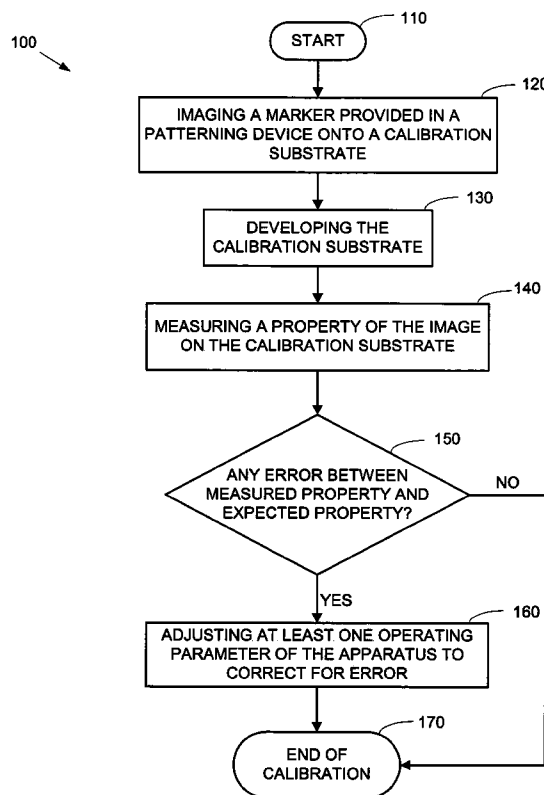 110
START
100
120
IMAGING A MARKER PROVIDED IN A
PATTERNING DEVICE ONTO A CALIBRATION
SUBSTRATE
130
DEVELOPING THE
CALIBRATION SUBSTRATE
140
MEASURING A PROPERTY OF THE IMAGE
ON THE CALIBRATION SUBSTRATE
150
ANY ERROR BETWEEN
MEASURED PROPERTY AND
EXPECTED PROPERTY?
NO
YES
160
ADJUSTING AT LEAST ONE OPERATING
PARAMETER OF THE APPARATUS TO
CORRECT FOR ERROR
170
END OF
CALIBRATION